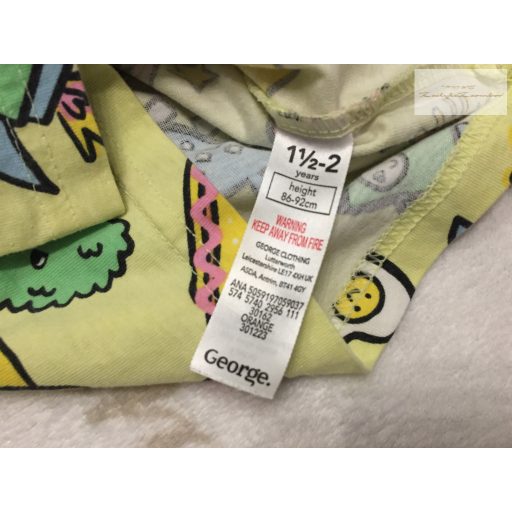 1½-2
years
height
86-92cm
WARNING
KEEP AWAY FROM FIRE
GEORGE CLOTHING
Lutterworth
Leicestershire LE17 4XH UK
ASDA, Antrim, BT41 4GY
ANA 5059197059037
574 5740 2956 111
30162
ORANGE
301223
George.